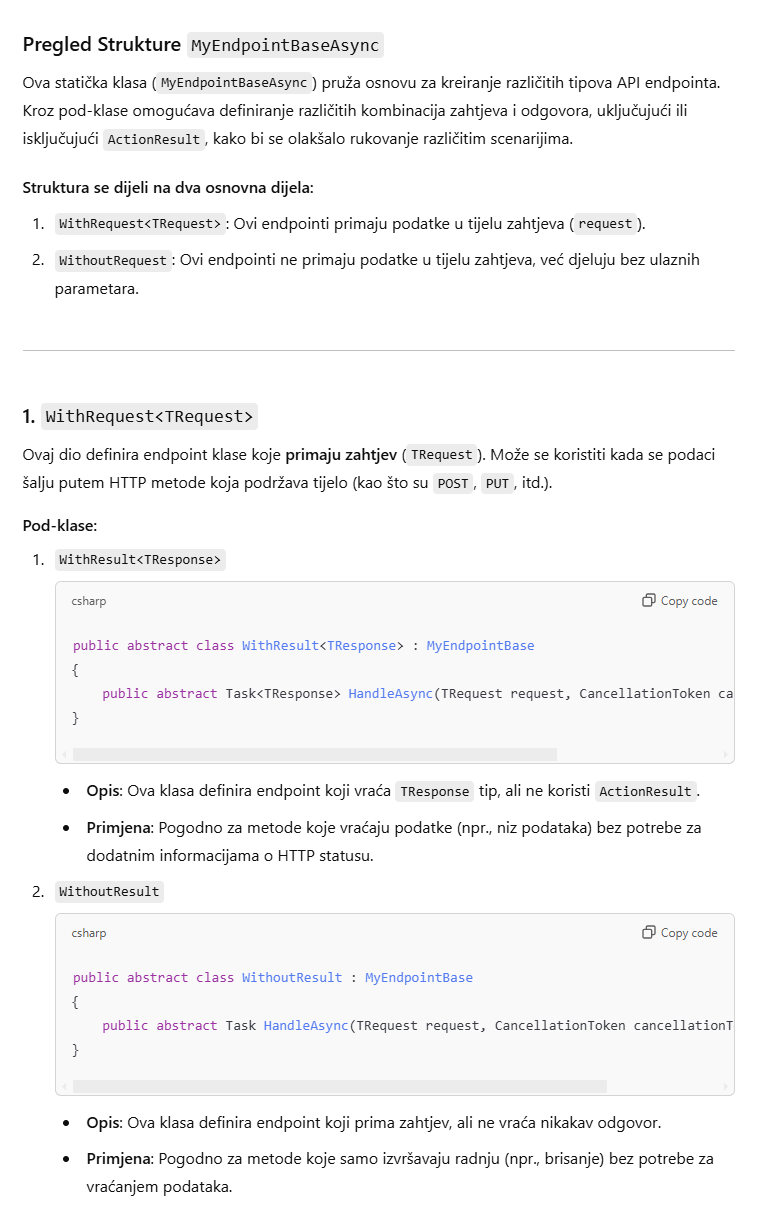 Pregled Strukture MyEndpointBaseAsync
Ova statička klasa (MyEndpointBaseAsync) pruža osnovu za kreiranje različitih tipova API endpointa.
Kroz pod-klase omogućava definiranje različitih kombinacija zahtjeva i odgovora, uključujući ili
isključujući ActionResult, kako bi se olakšalo rukovanje različitim scenarijima.
Struktura se dijeli na dva osnovna dijela:
1. WithRequest<TRequest>: Ovi endpointi primaju podatke u tijelu zahtjeva (request).
2. WithoutRequest: Ovi endpointi ne primaju podatke u tijelu zahtjeva, već djeluju bez ulaznih
parametara.
1. WithRequest<TRequest>
Ovaj dio definira endpoint klase koje primaju zahtjev (TRequest). Može se koristiti kada se podaci
šalju putem HTTP metode koja podržava tijelo (kao što su POST, PUT, itd.).
Pod-klase:
1. WithResult<TResponse>
csharp Copy code
public abstract class WithResult<TResponse> : MyEndpointBase
{
public abstract Task<TResponse> HandleAsync(TRequest request, CancellationToken ca
}
• Opis: Ova klasa definira endpoint koji vraća TResponse tip, ali ne koristi ActionResult.
• Primjena: Pogodno za metode koje vraćaju podatke (npr., niz podataka) bez potrebe za
dodatnim informacijama o HTTP statusu.
2. WithoutResult
csharp Copy code
public abstract class WithoutResult : MyEndpointBase
{
public abstract Task HandleAsync(TRequest request, CancellationToken cancellationT
}
• Opis: Ova klasa definira endpoint koji prima zahtjev, ali ne vraća nikakav odgovor.
• Primjena: Pogodno za metode koje samo izvršavaju radnju (npr., brisanje) bez potrebe za
vraćanjem podataka.